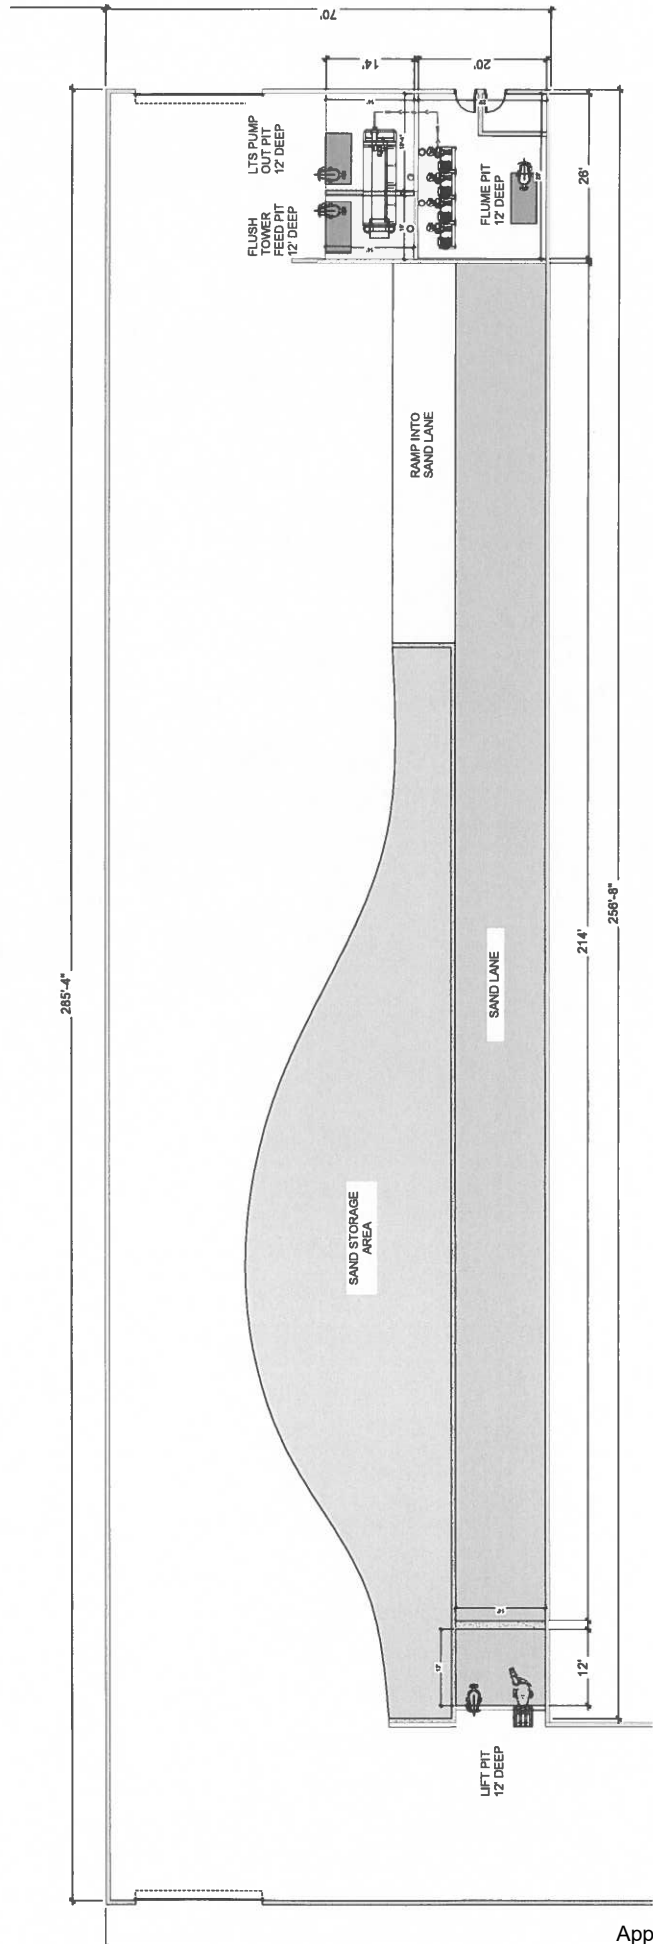 70'
14'
20'
LTS PUMP
OUT PIT
12' DEEP
FLUSH
TOWER
FEED PIT
12' DEEP
FLUME PIT
12' DEEP
26'
RAMP INTO
SAND LANE
285'-4"
256'-8"
214'
SAND LANE
SAND STORAGE
AREA
12'
12'
LIFT PIT
12' DEEP
App